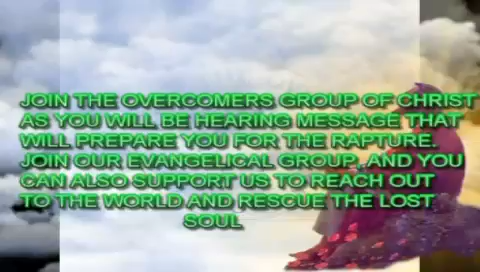 JOIN THE OVERCOMERS GROUP OF CHRIST
AS YOU WILL BE HEARING MESSAGE THAT
WILL PREPARE YOU FOR THE RAPTURE.
JOIN OUR EVANGELICAL GROUP, AND YOU
CAN ALSO SUPPORT US TO REACH OUT
TO THE WORLD AND RESCUE THE LOST
SOUL